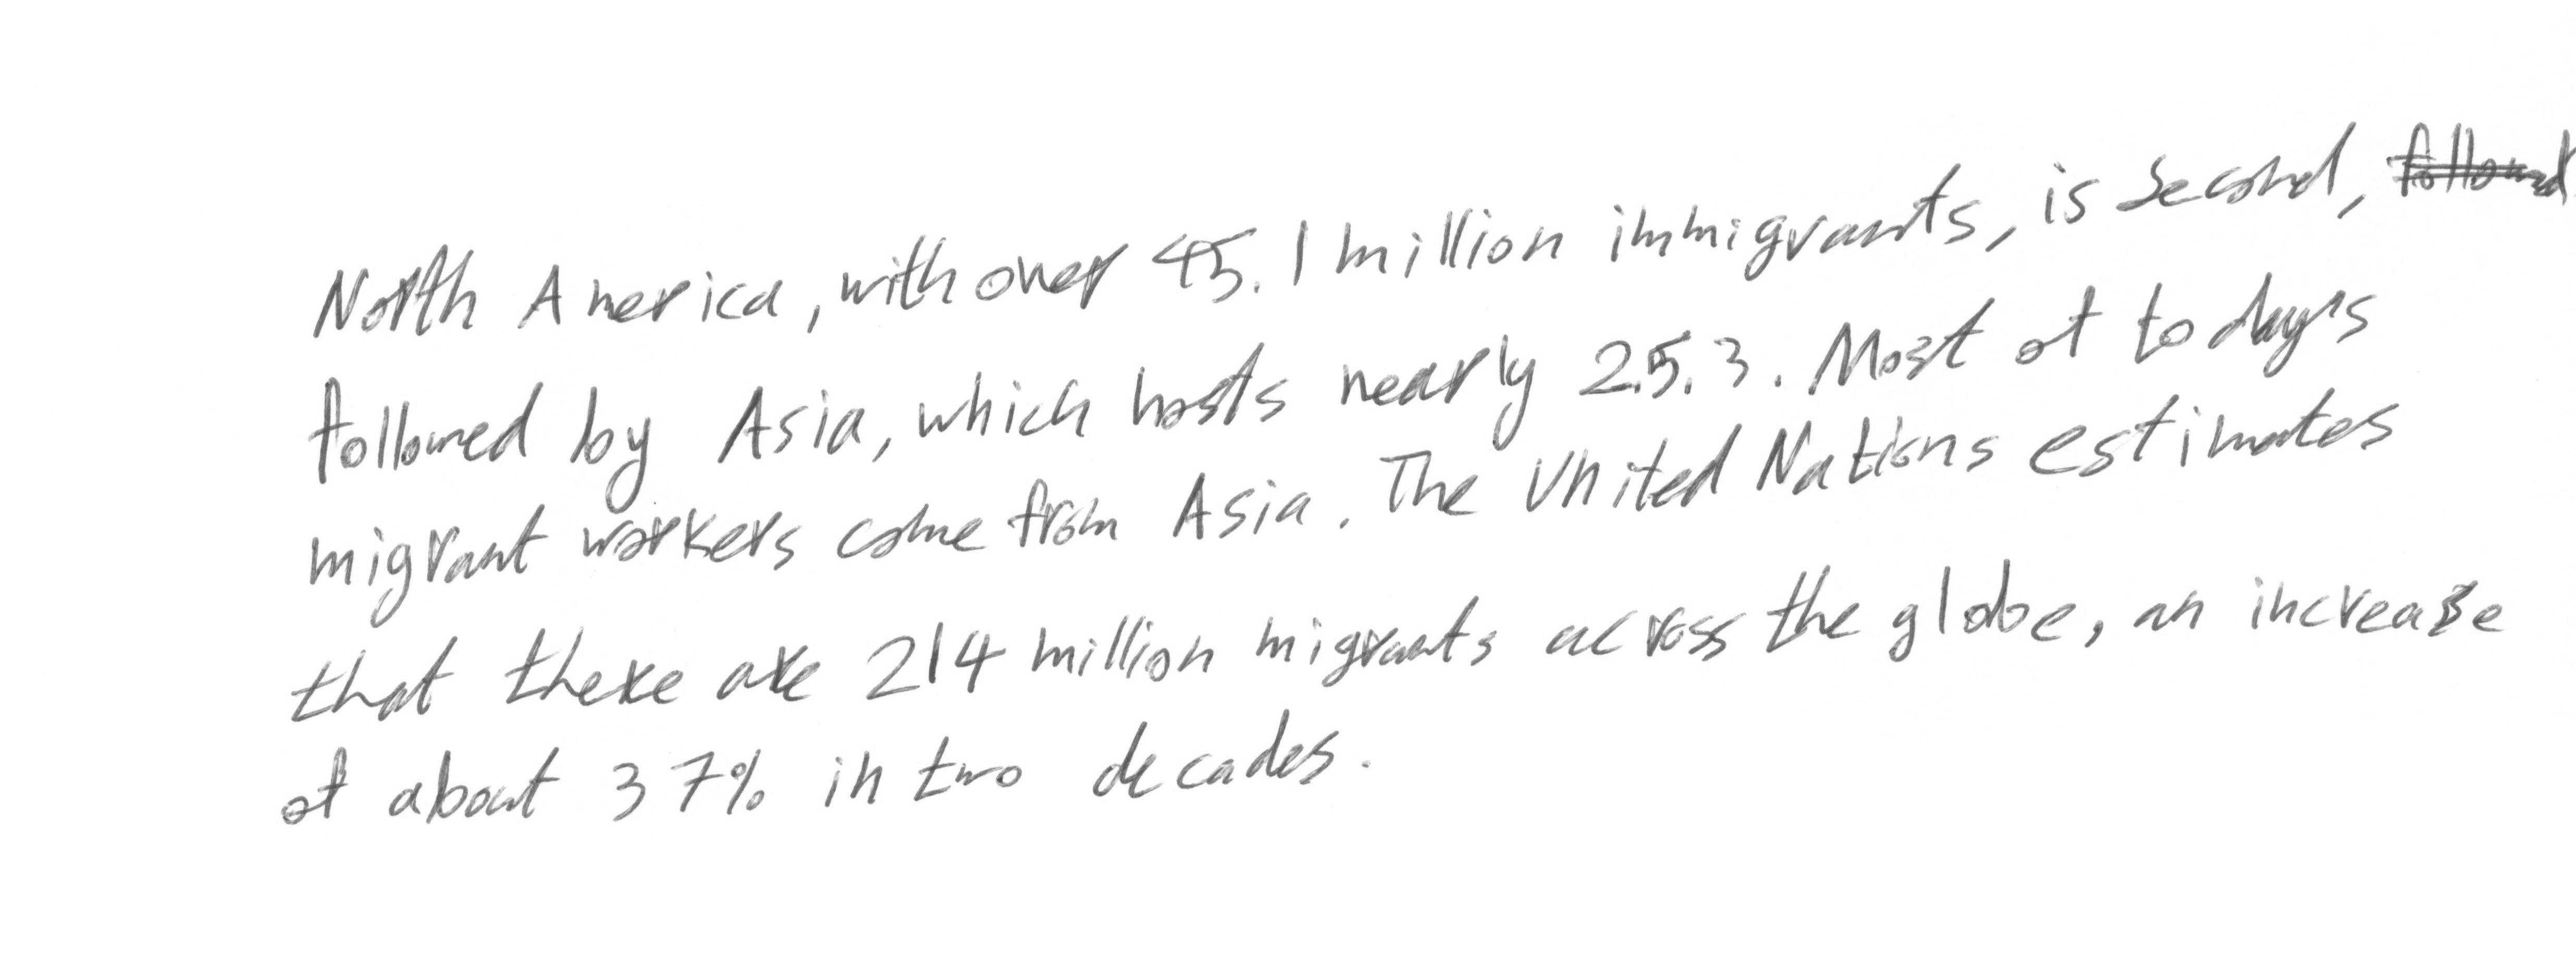 North America, with over 45.1 million immigrants, is second, followed
followed by Asia, which hosts nearly 25.3. Most of today's
migrant workers come from Asia. The United Nations estimates
that there are 214 million migrants across the globe, an increase
of about 37% in two decades.